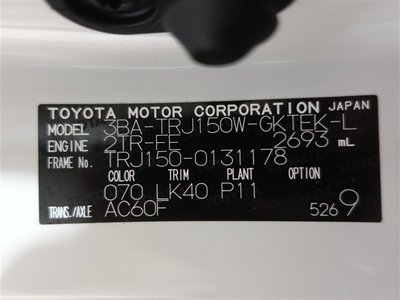 TOYOTA MOTOR CORPORATION JAPAN
MODEL 3BA-TRJ150W-GKTEK-L
ENGINE 2TR-FE 2693 mL
FRAME No. TRJ150-0131178
COLOR TRIM PLANT OPTION
070 LK40 P11
TRANS./AXLE AC60F 526 9